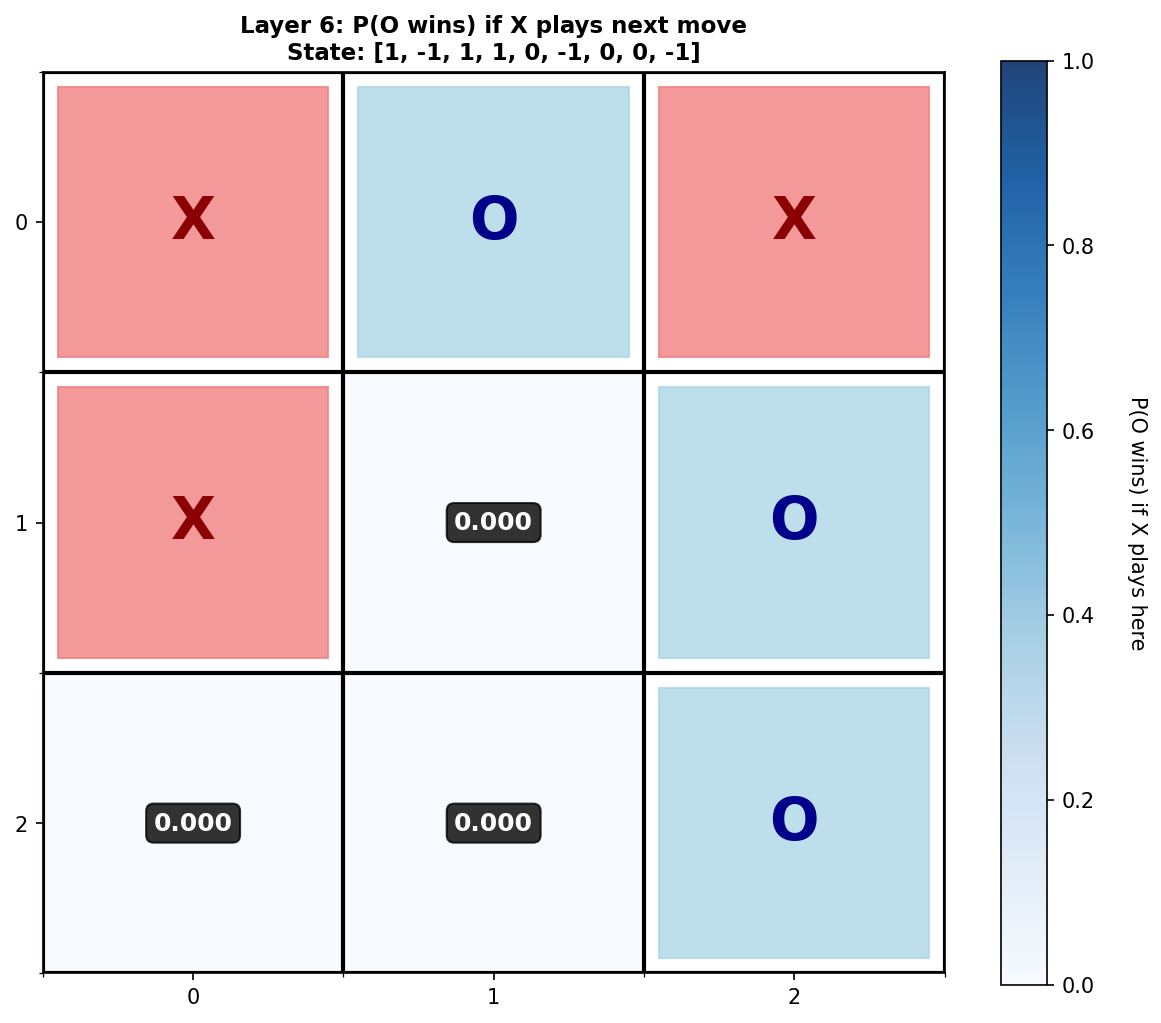 Layer 6: P(O wins) if X plays next move
State: [1, -1, 1, 1, 0, -1, 0, 0, -1]
0
X
O
X
1
X
0.000
O
2
0.000
0.000
O
0
1
2
1.0
0.8
0.6
0.4
0.2
0.0
P(O wins) if X plays here